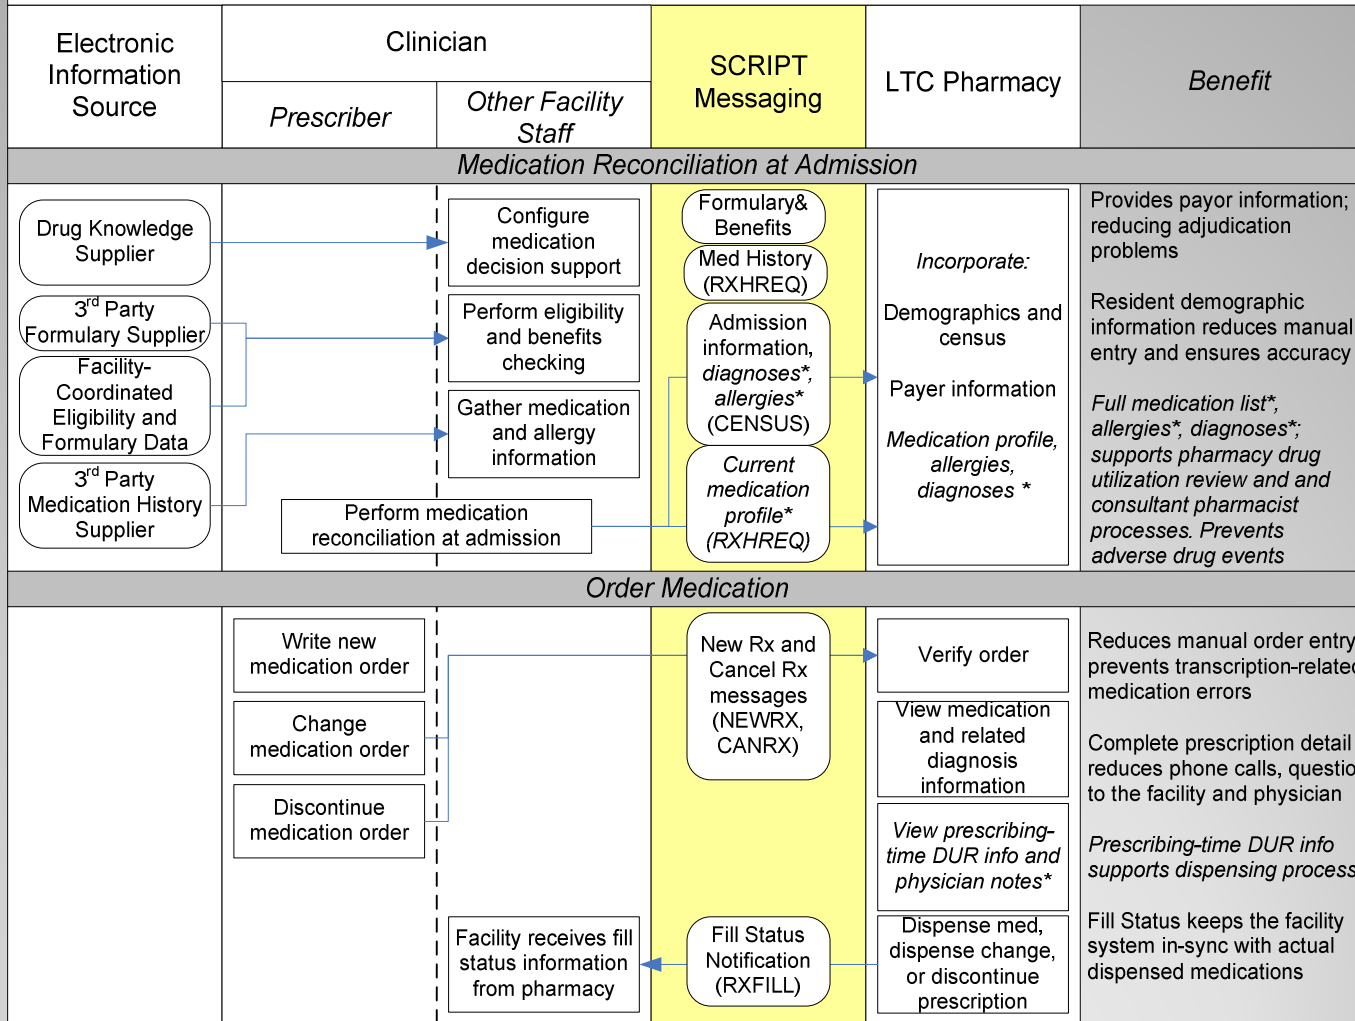 Electronic
Information
Source
Clinician
Prescriber
Other Facility
Staff
SCRIPT
Messaging
LTC Pharmacy
Benefit
Medication Reconciliation at Admission
Drug Knowledge
Supplier
3rd Party
Formulary Supplier
Facility-
Coordinated
Eligibility and
Formulary Data
3rd Party
Medication History
Supplier
Configure
medication
decision support
Perform eligibility
and benefits
checking
Gather medication
and allergy
information
Perform medication
reconciliation at admission
Formulary&
Benefits
Med History
(RXHREQ)
Admission
information,
diagnoses*,
allergies*
(CENSUS)
Current
medication
profile*
(RXHREQ)
Incorporate:
Demographics and
census
Payer information
Medication profile,
allergies,
diagnoses *
Provides payor information;
reducing adjudication
problems
Resident demographic
information reduces manual
entry and ensures accuracy
Full medication list*,
allergies*, diagnoses*;
supports pharmacy drug
utilization review and and
consultant pharmacist
processes. Prevents
adverse drug events
Order Medication
Write new
medication order
Change
medication order
Discontinue
medication order
Facility receives fill
status information
from pharmacy
New Rx and
Cancel Rx
messages
(NEWRX,
CANRX)
Fill Status
Notification
(RXFILL)
Verify order
View medication
and related
diagnosis
information
View prescribing-
time DUR info and
physician notes*
Dispense med,
dispense change,
or discontinue
prescription
Reduces manual order entry
prevents transcription-related
medication errors
Complete prescription detail
reduces phone calls, questio
to the facility and physician
Prescribing-time DUR info
supports dispensing process
Fill Status keeps the facility
system in-sync with actual
dispensed medications